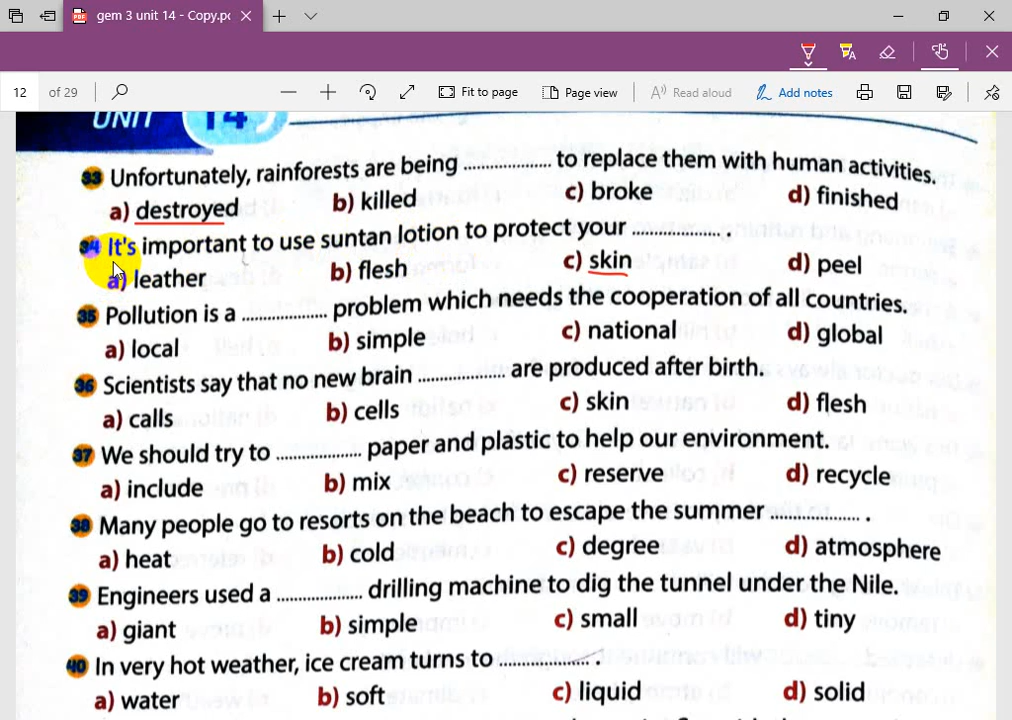 gem 3 unit 14 - Copy.pc
12 of 29 Fit to page Page view Read aloud Add notes
UNIT 14
33 Unfortunately, rainforests are being .............. to replace them with human activities.
a) destroyed b) killed c) broke d) finished
34 It's important to use suntan lotion to protect your .............. .
a) leather b) flesh c) skin d) peel
35 Pollution is a .............. problem which needs the cooperation of all countries.
a) local b) simple c) national d) global
36 Scientists say that no new brain .............. are produced after birth.
a) calls b) cells c) skin d) flesh
37 We should try to .............. paper and plastic to help our environment.
a) include b) mix c) reserve d) recycle
38 Many people go to resorts on the beach to escape the summer .............. .
a) heat b) cold c) degree d) atmosphere
39 Engineers used a .............. drilling machine to dig the tunnel under the Nile.
a) giant b) simple c) small d) tiny
40 In very hot weather, ice cream turns to .............. .
a) water b) soft c) liquid d) solid